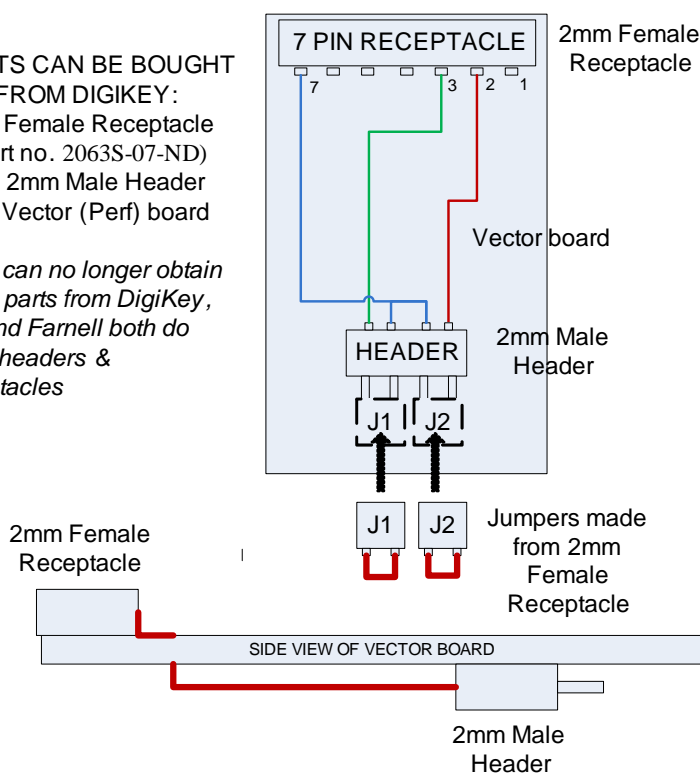 TS CAN BE BOUGHT
FROM DIGIKEY:
Female Receptacle
rt no. 2063S-07-ND)
2mm Male Header
Vector (Perf) board
can no longer obtain
parts from DigiKey,
nd Farnell both do
headers &
tacles
7 PIN RECEPTACLE
2mm Female
Receptacle
7
3
2
1
Vector board
HEADER
2mm Male
Header
J1
J2
J1
J2
Jumpers made
from 2mm
Female
Receptacle
2mm Female
Receptacle
SIDE VIEW OF VECTOR BOARD
2mm Male
Header